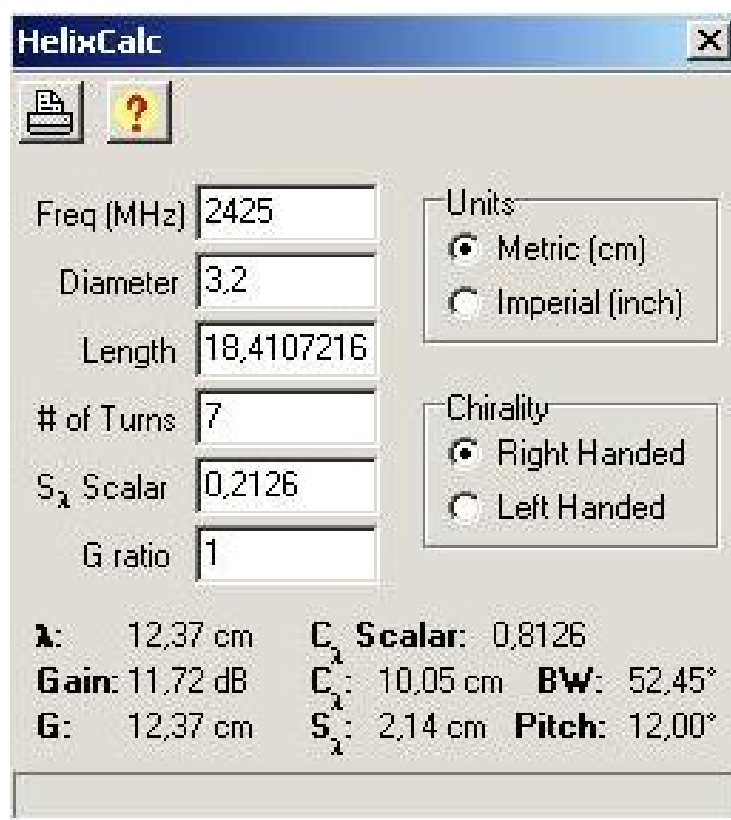 HelixCalc
Freq (MHz) 2425
Diameter 3,2
Length 18,4107216
# of Turns 7
Sλ Scalar 0,2126
G ratio 1
Units
Metric (cm)
Imperial (inch)
Chirality
Right Handed
Left Handed
λ: 12,37 cm Cλ Scalar: 0,8126
Gain: 11,72 dB Cλ: 10,05 cm BW: 52,45°
G: 12,37 cm Sλ: 2,14 cm Pitch: 12,00°